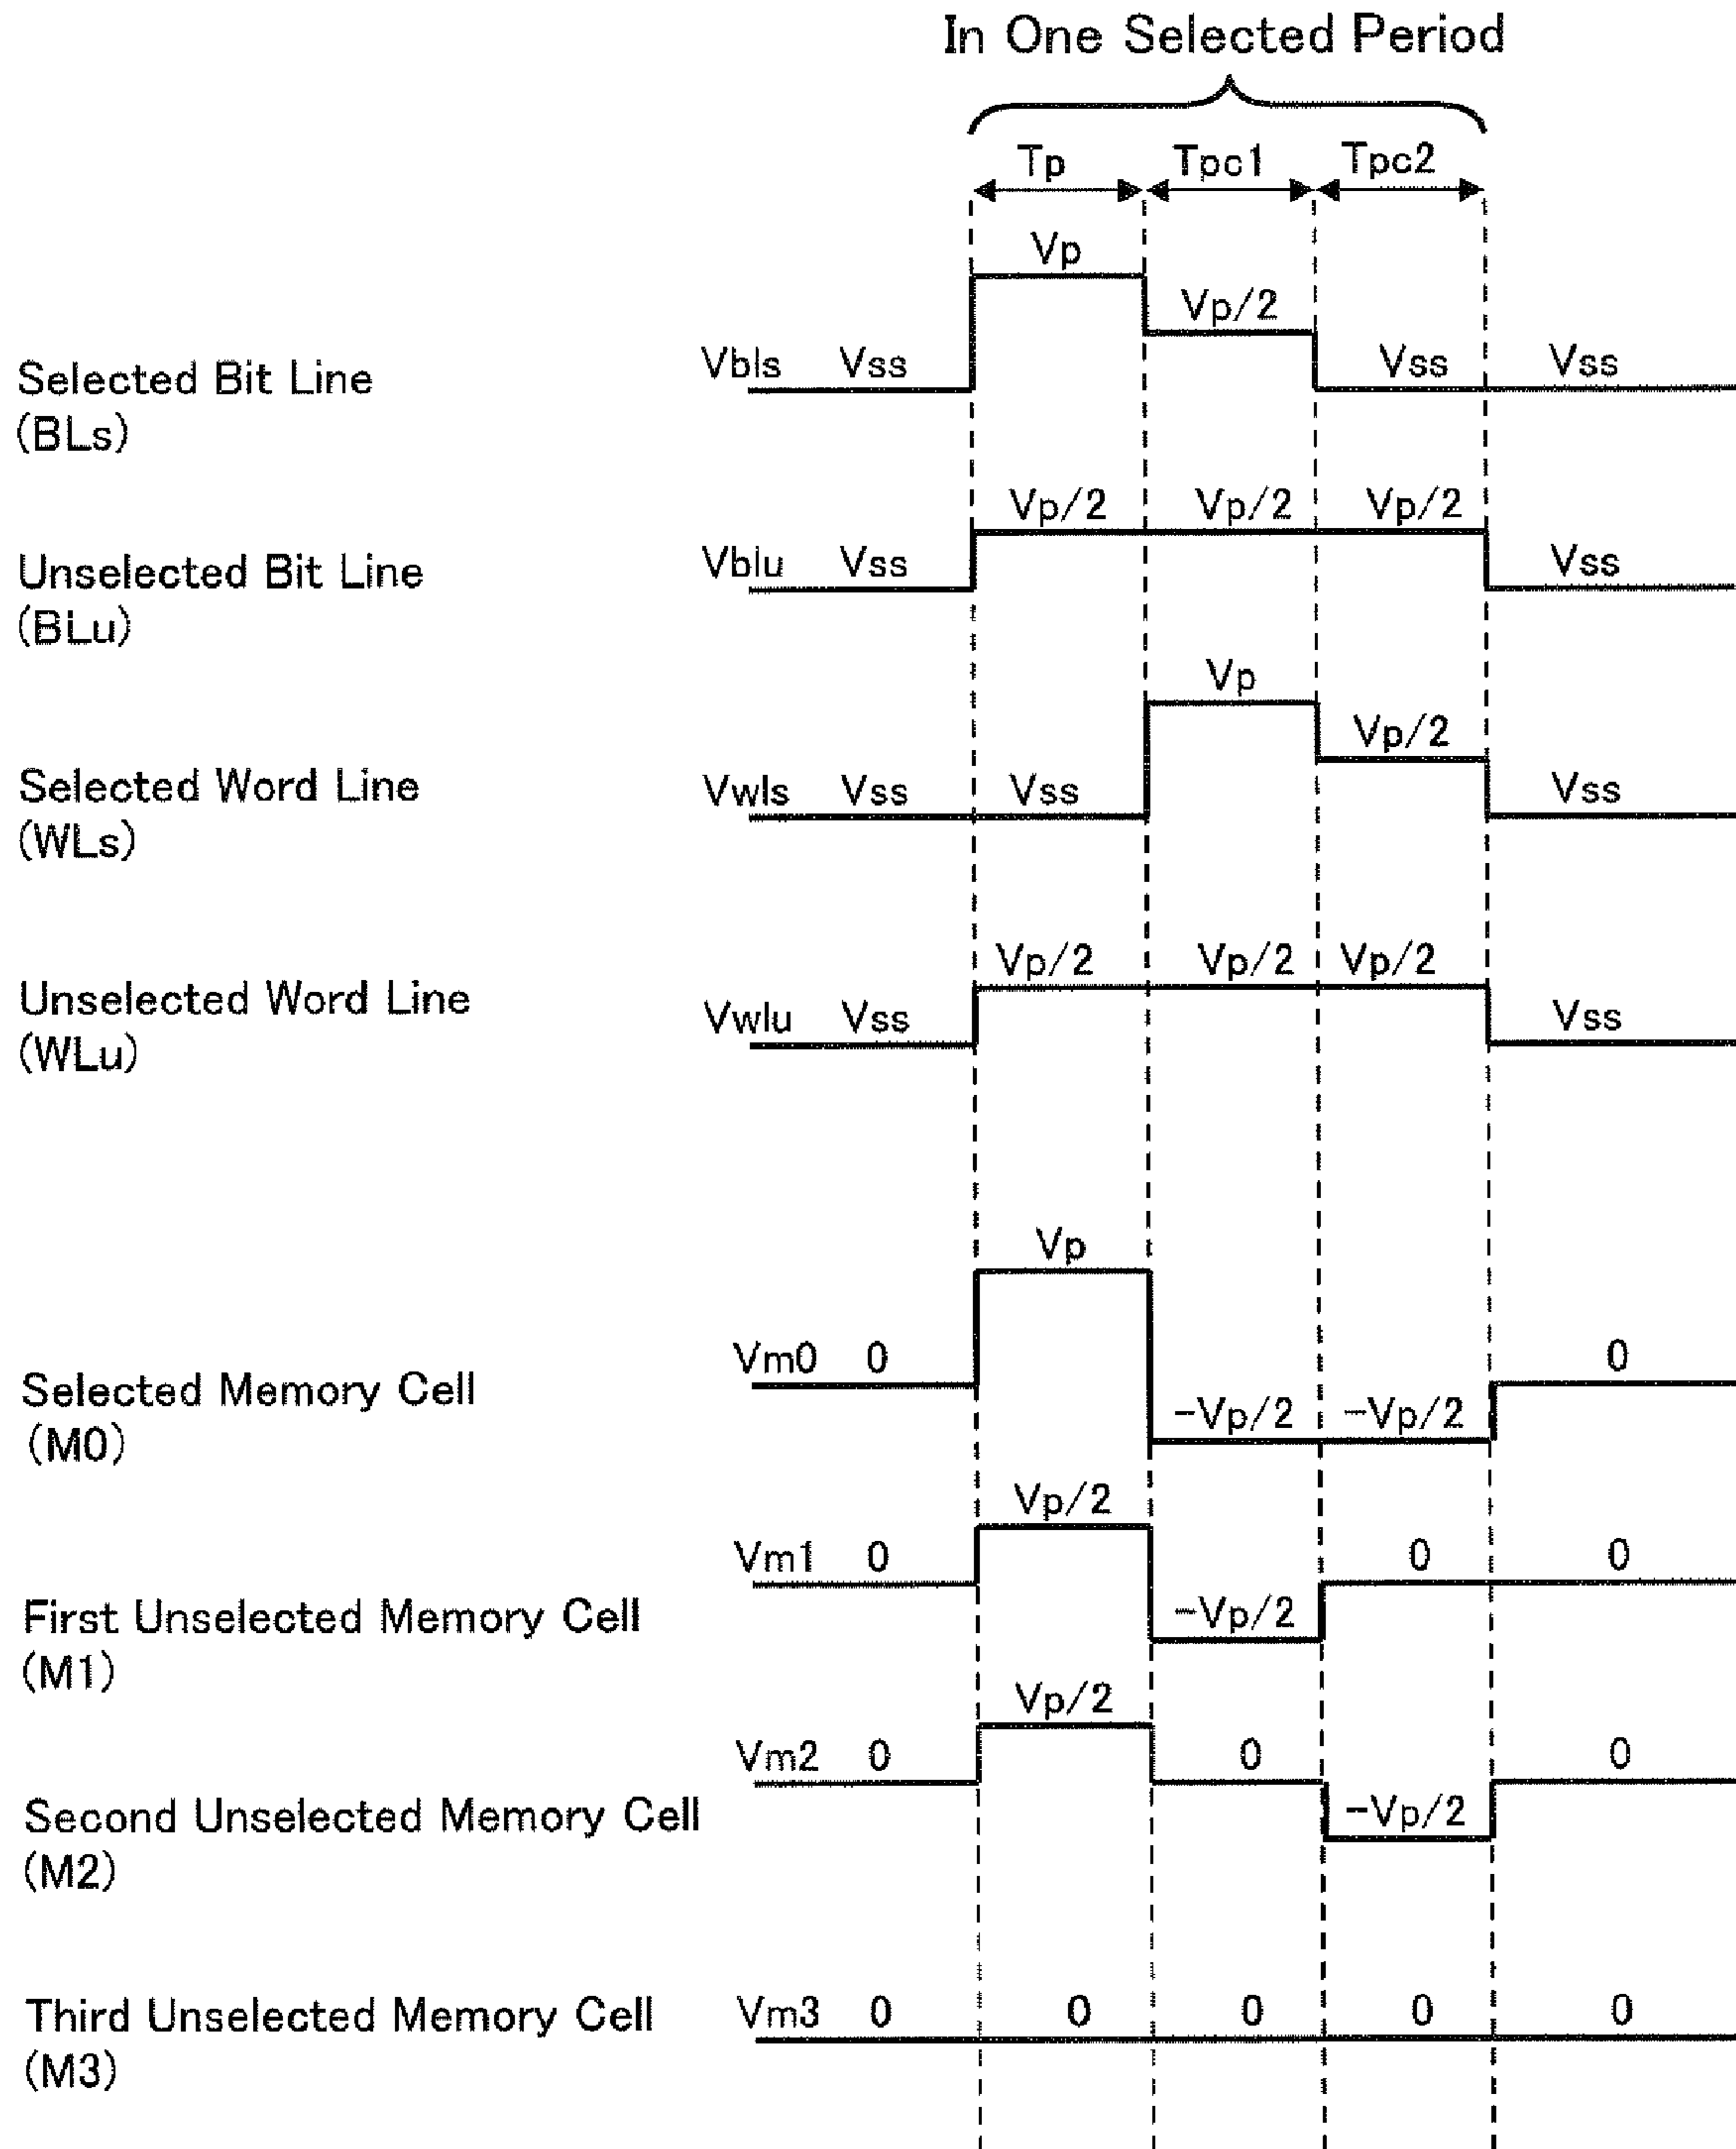 In One Selected Period
Tp Tpc1 Tpc2
Vp
Vp/2
Selected Bit Line
(BLs)
Vbls Vss Vss Vss
Vp/2 Vp/2 Vp/2
Unselected Bit Line
(BLu)
Vblu Vss Vss
Vp
Vp/2
Selected Word Line
(WLs)
Vwls Vss Vss Vss
Vp/2 Vp/2 Vp/2
Unselected Word Line
(WLu)
Vwlu Vss Vss
Vp
Vm0 0 0
Selected Memory Cell
(M0)
-Vp/2 -Vp/2
Vp/2
Vm1 0 0 0
First Unselected Memory Cell
(M1)
-Vp/2
Vp/2
Vm2 0 0 0
Second Unselected Memory Cell
(M2)
-Vp/2
Third Unselected Memory Cell
(M3)
Vm3 0 0 0 0 0